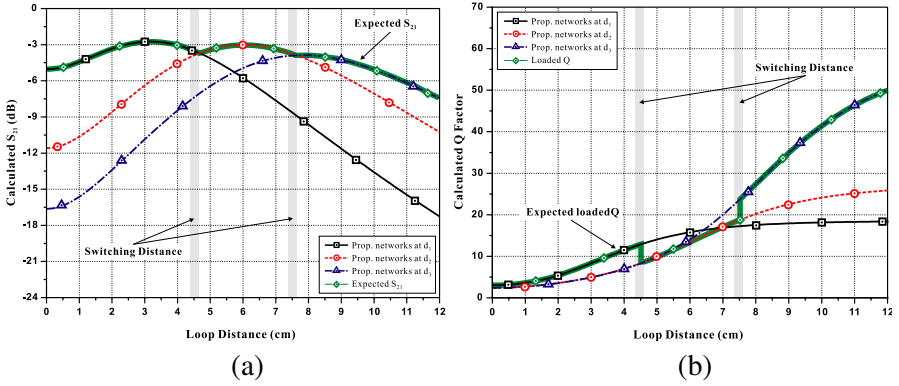 0
-3
-6
-9
-12
-15
-18
-21
-24
Calculated S₂₁ (dB)
0 1 2 3 4 5 6 7 8 9 10 11 12
Loop Distance (cm)
Expected S₂₁
Switching Distance
Prop. networks at d₁
Prop. networks at d₂
Prop. networks at d₃
Expected S₂₁
(a)
70
60
50
40
30
20
10
0
Calculated Q Factor
0 1 2 3 4 5 6 7 8 9 10 11 12
Loop Distance (cm)
Prop. networks at d₁
Prop. networks at d₂
Prop. networks at d₃
Loaded Q
Switching Distance
Expected loaded Q
(b)